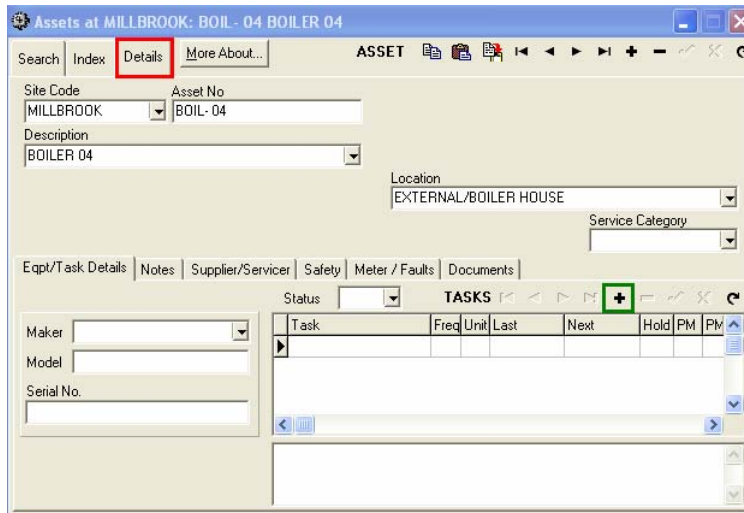 Assets at MILLBROOK: BOIL- 04 BOILER 04
Search Index Details More About... ASSET
Site Code Asset No
MILLBROOK BOIL- 04
Description
BOILER 04
Location
EXTERNAL/BOILER HOUSE
Service Category
Eqpt/Task Details Notes Supplier/Servicer Safety Meter / Faults Documents
Status TASKS
Task Freq Unit Last Next Hold PM PM
Maker
Model
Serial No.